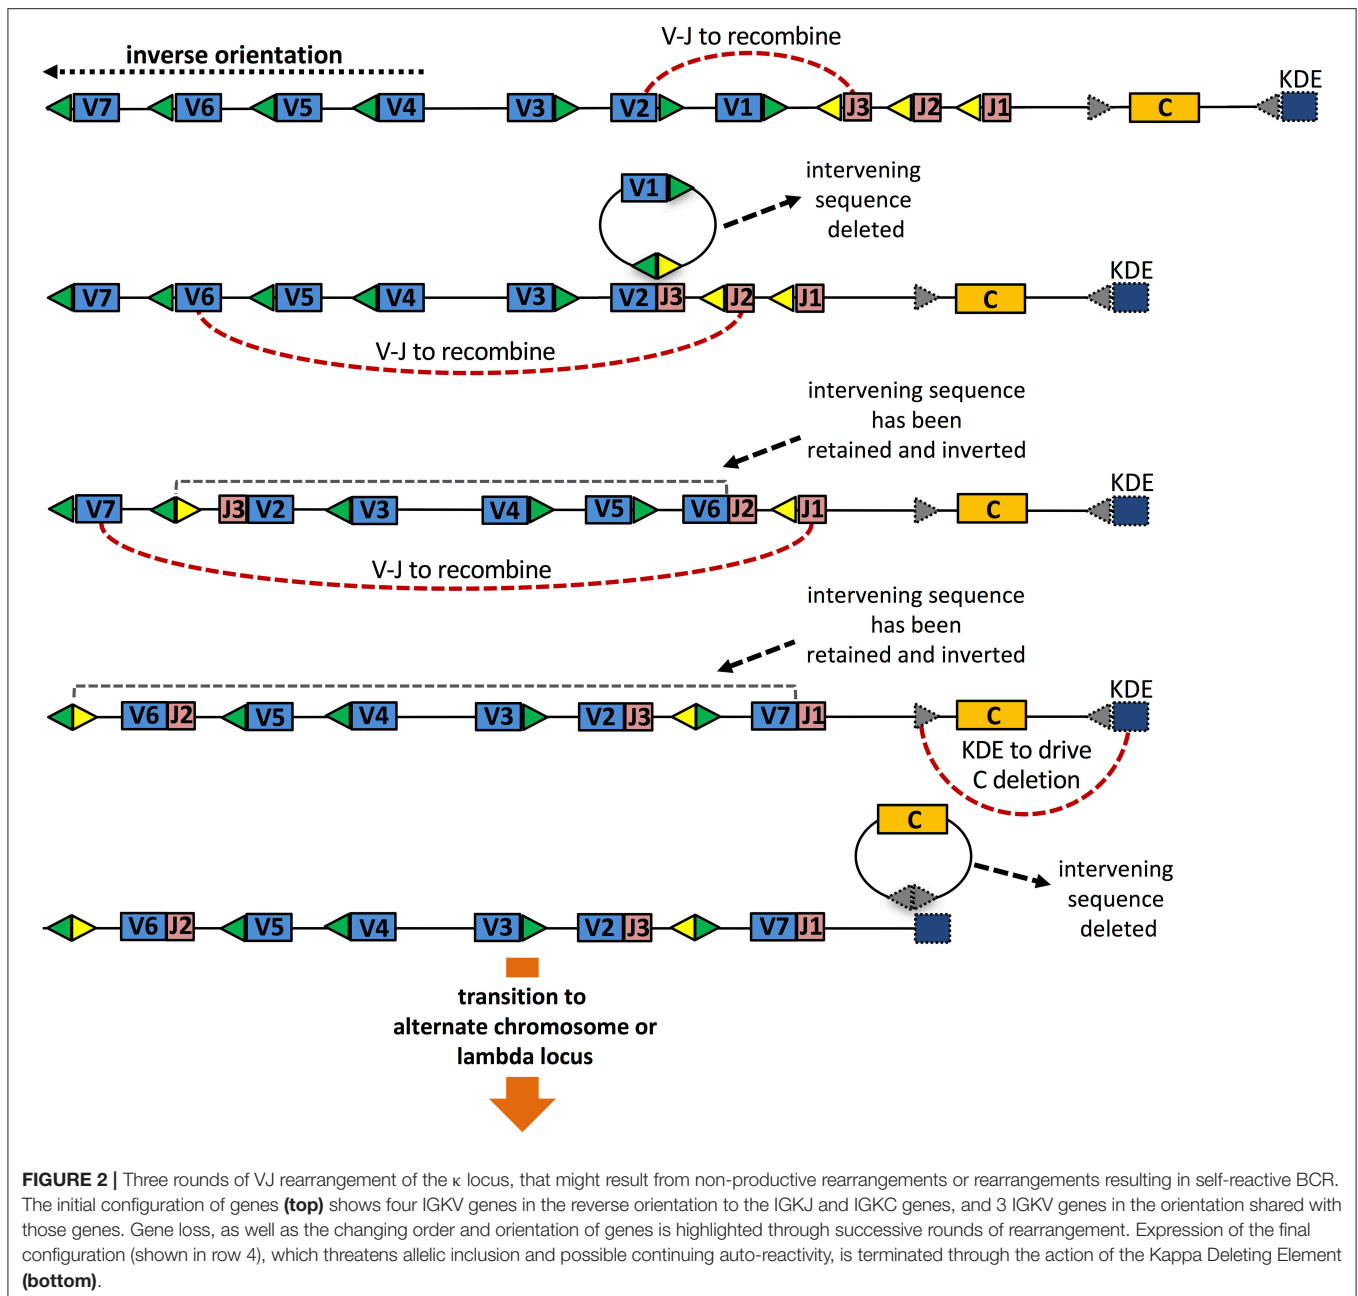 V-J to recombine
inverse orientation
KDE
V7 V6 V5 V4 V3 V2 V1 J3 J2 J1 C
V1
intervening
sequence
deleted
KDE
V7 V6 V5 V4 V3 V2 J3 J2 J1 C
V-J to recombine
intervening sequence
has been
retained and inverted
KDE
V7 J3 V2 V3 V4 V5 V6 J2 J1 C
V-J to recombine
intervening sequence
has been
retained and inverted
KDE
V6 J2 V5 V4 V3 V2 J3 V7 J1 C
KDE to drive
C deletion
C
intervening
sequence
deleted
V6 J2 V5 V4 V3 V2 J3 V7 J1
transition to
alternate chromosome or
lambda locus
FIGURE 2 | Three rounds of VJ rearrangement of the κ locus, that might result from non-productive rearrangements or rearrangements resulting in self-reactive BCR.
The initial configuration of genes (top) shows four IGKV genes in the reverse orientation to the IGKJ and IGKC genes, and 3 IGKV genes in the orientation shared with
those genes. Gene loss, as well as the changing order and orientation of genes is highlighted through successive rounds of rearrangement. Expression of the final
configuration (shown in row 4), which threatens allelic inclusion and possible continuing auto-reactivity, is terminated through the action of the Kappa Deleting Element
(bottom).